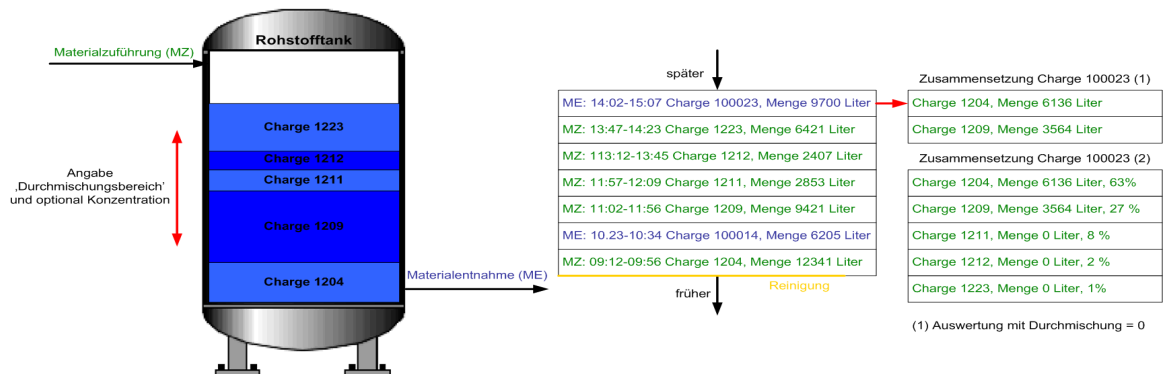 Rohstofftank
Materialzuführung (MZ)
Charge 1223
Charge 1212
Charge 1211
Charge 1209
Charge 1204
Angabe
‚Durchmischungsbereich’
und optional Konzentration
Materialentnahme (ME)
später
ME: 14:02-15:07 Charge 100023, Menge 9700 Liter
MZ: 13:47-14:23 Charge 1223, Menge 6421 Liter
MZ: 113:12-13:45 Charge 1212, Menge 2407 Liter
MZ: 11:57-12:09 Charge 1211, Menge 2853 Liter
MZ: 11:02-11:56 Charge 1209, Menge 9421 Liter
ME: 10.23-10:34 Charge 100014, Menge 6205 Liter
MZ: 09:12-09:56 Charge 1204, Menge 12341 Liter
Reinigung
früher
Zusammensetzung Charge 100023 (1)
Charge 1204, Menge 6136 Liter
Charge 1209, Menge 3564 Liter
Zusammensetzung Charge 100023 (2)
Charge 1204, Menge 6136 Liter, 63%
Charge 1209, Menge 3564 Liter, 27 %
Charge 1211, Menge 0 Liter, 8 %
Charge 1212, Menge 0 Liter, 2 %
Charge 1223, Menge 0 Liter, 1%
(1) Auswertung mit Durchmischung = 0